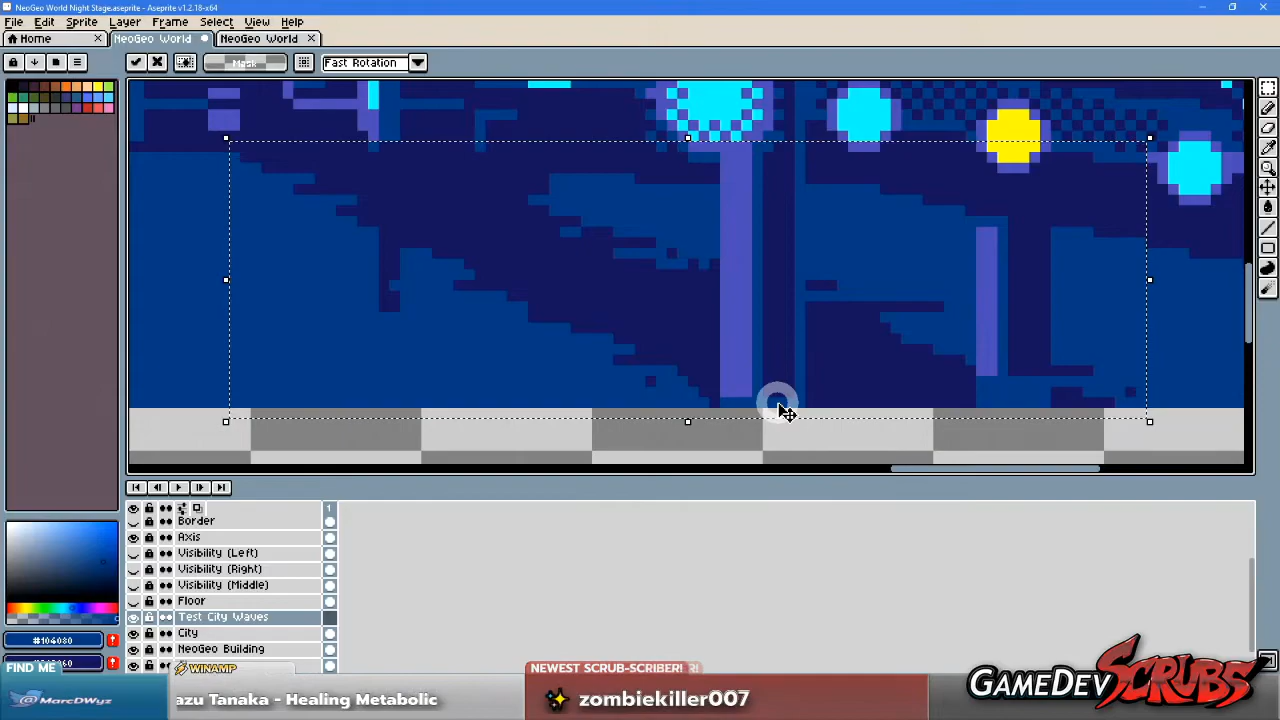 NeoGeo World Night Stage.aseprite - Aseprite v1.2.18-x64
File Edit Sprite Layer Frame Select View Help
Home NeoGeo World NeoGeo World
Mask Fast Rotation
1
Border
Axis
Visibility (Left)
Visibility (Right)
Visibility (Middle)
Floor
Test City Waves
City
NeoGeo Building
#104080
FIND ME WINAMP NEWEST SCRUB-SCRIBER!
@MarcDWyz azu Tanaka - Healing Metabolic zombiekiller007 GAMEDEV SCRUBS